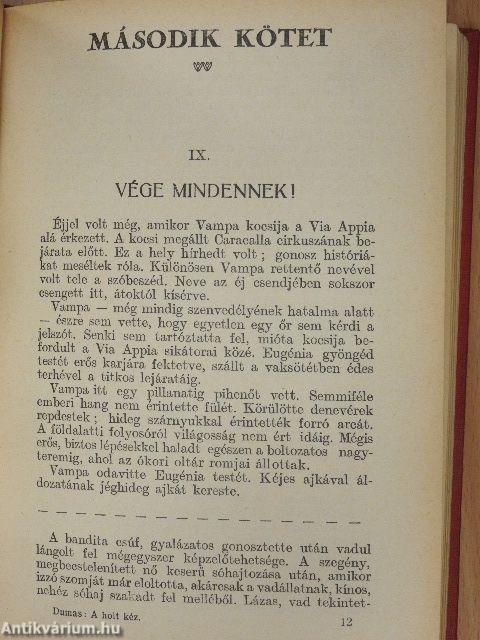 MÁSODIK KÖTET
IX.
VÉGE MINDENNEK!
Éjjel volt még, amikor Vampa kocsija a Via Appia
alá érkezett. A kocsi megállt Caracalla cirkuszának be-
járata előtt. Ez a hely hírhedt volt; gonosz históriá-
kat meséltek róla. Különösen Vampa rettentő nevével
volt tele a szóbeszéd. Neve az éj csendjében sokszor
csengett itt, átoktól kísérve.
Vampa — még mindig szenvedélyének hatalma alatt
— észre sem vette, hogy egyetlen egy őr sem kérdi a
jelszót. Senki sem tartóztatta fel, mióta kocsija be-
fordult a Via Appia sikátorai közé. Eugénia gyöngéd
testét erős karjára fektetve, szállt a vaksötétben édes
terhével a titkos lejáratáig.
Vampa itt egy pillanatig pihenőt vett. Semmiféle
emberi hang nem érintette fülét. Körülötte denevérek
repdestek; hideg szárnyukkal érintették forró arcát.
A földalatti folyosóról világosság nem ért idáig. Mégis
erős, biztos lépésekkel haladt egészen a boltozatos nagy-
teremig, ahol az ókori oltár romjai állottak.
Vampa odavitte Eugénia testét. Kéjes ajkával ál-
dozatának jéghideg ajkát kereste.
A bandita csúf, gyalázatos gonosztette után vadul
lángolt fel mégegyszer képzelőtehetsége. A szegény,
megbecstelenített nő keserű sóhajtozása után, amikor
izzó szomját már eloltotta, akárcsak a vadállatnak, kínos,
nehéz sóhaj szakadt fel melléből. Lázas, vad tekintet-
Dumas: A holt kéz.
12
Antikvárium.hu